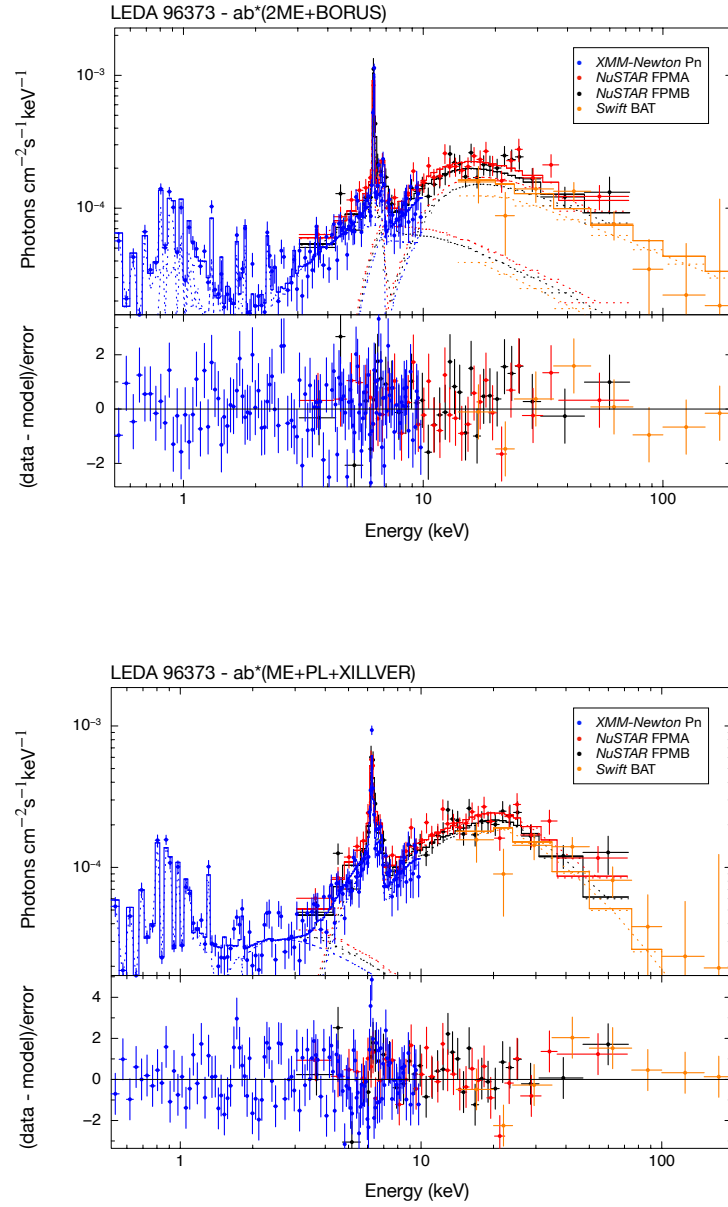 LEDA 96373 - ab*(2ME+BORUS)
10⁻³
10⁻⁴
Photons cm⁻²s⁻¹keV⁻¹
XMM-Newton Pn
NuSTAR FPMA
NuSTAR FPMB
Swift BAT
2
0
−2
(data - model)/error
1
10
100
Energy (keV)
LEDA 96373 - ab*(ME+PL+XILLVER)
10⁻³
10⁻⁴
Photons cm⁻²s⁻¹keV⁻¹
XMM-Newton Pn
NuSTAR FPMA
NuSTAR FPMB
Swift BAT
4
2
0
−2
(data - model)/error
1
10
100
Energy (keV)